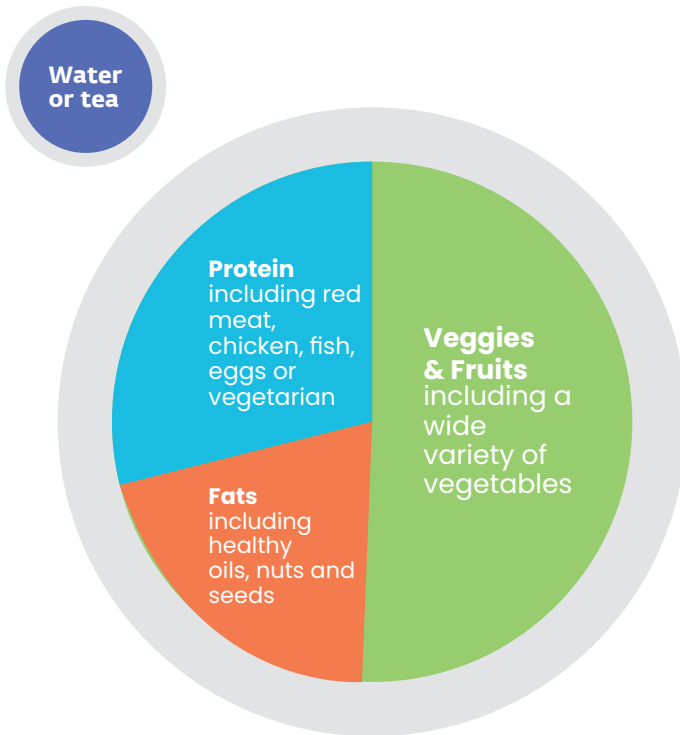 Water
or tea
Protein
including red
meat,
chicken, fish,
eggs or
vegetarian
Veggies
& Fruits
including a
wide
variety of
vegetables
Fats
including
healthy
oils, nuts and
seeds